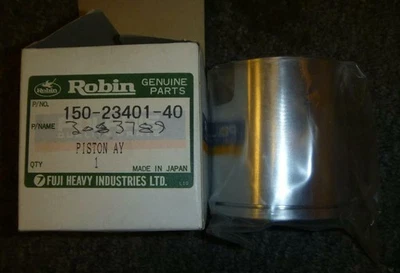 Robin GENUINE PARTS
P/NO. 150-23401-40
P/NAME 3083789
PISTON AY
QTY 1
MADE IN JAPAN
FUJI HEAVY INDUSTRIES LTD.